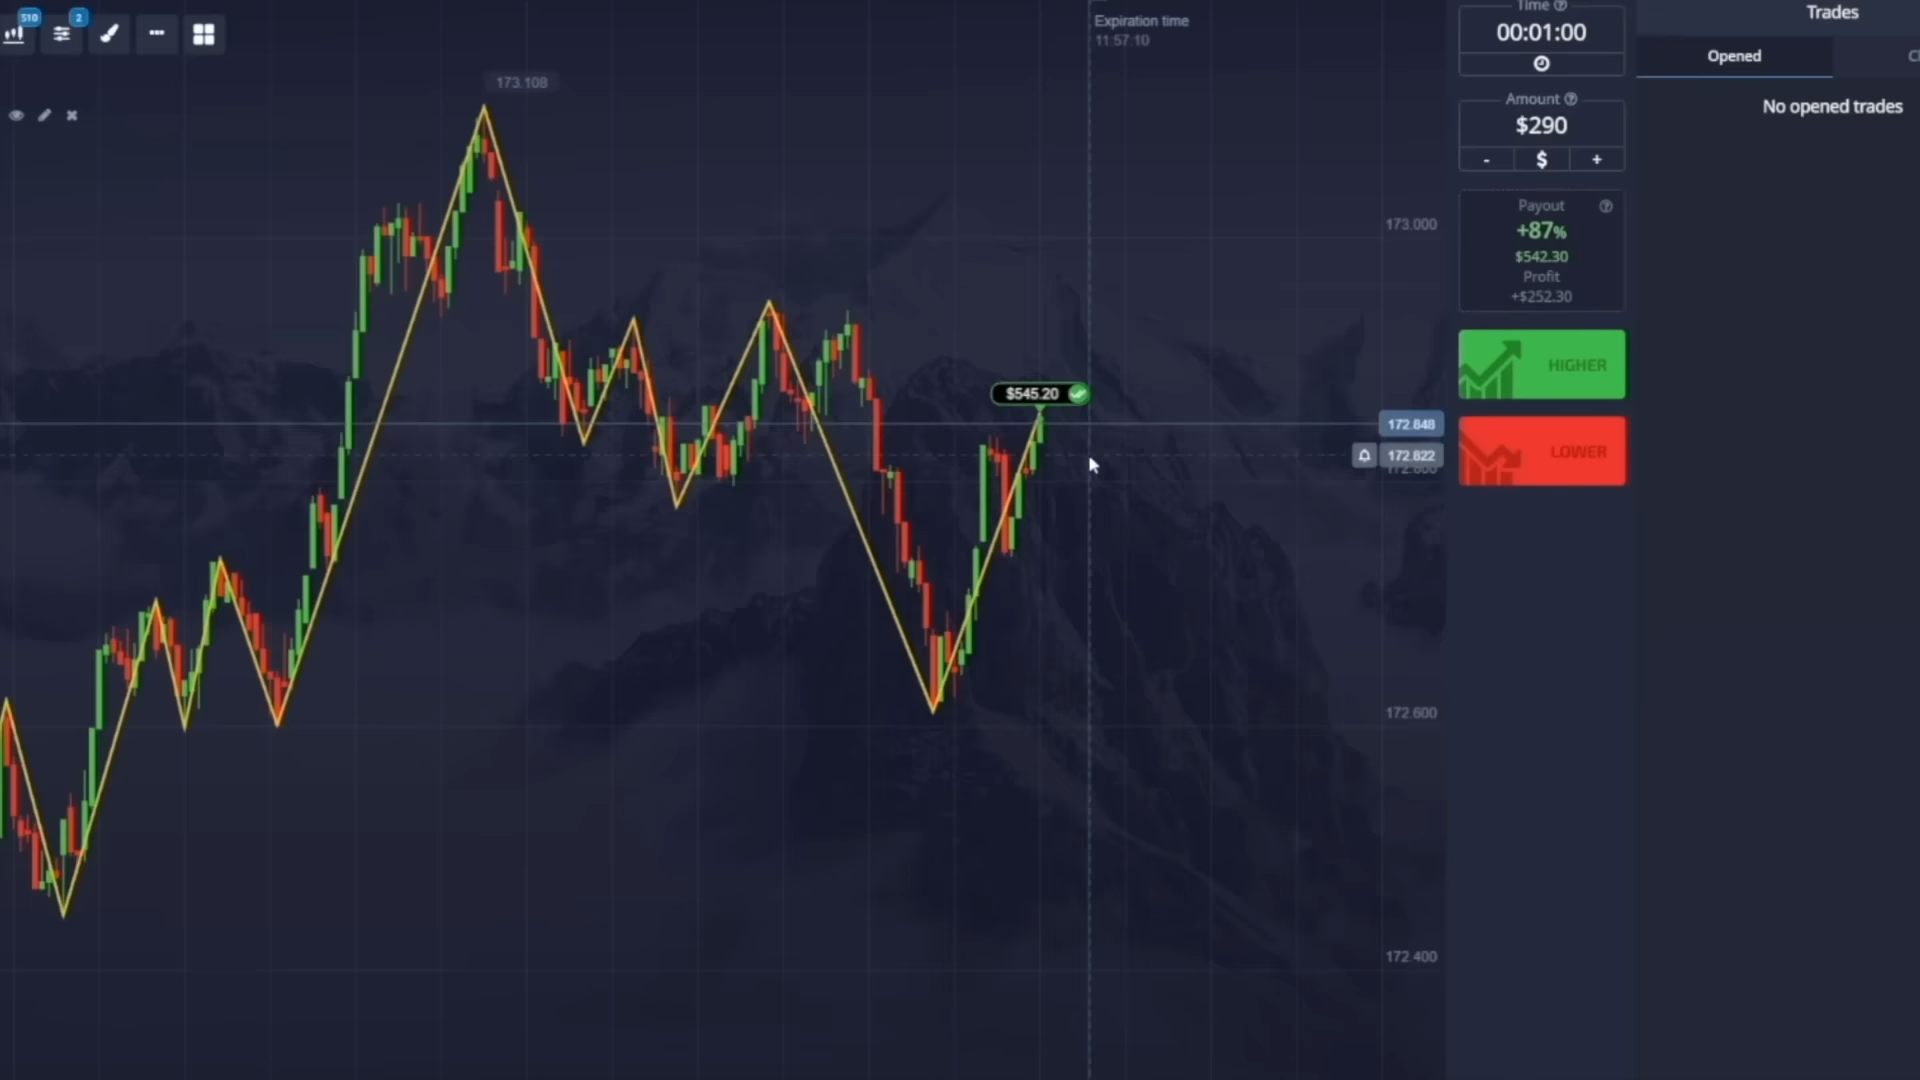 S10
2
Expiration time
11:57:10
173.108
173.000
$545.20
172.848
172.822
172.600
172.400
Time
00:01:00
Amount
$290
- $ +
Payout
+87%
$542.30
Profit
+$252.30
HIGHER
LOWER
Trades
Opened
No opened trades